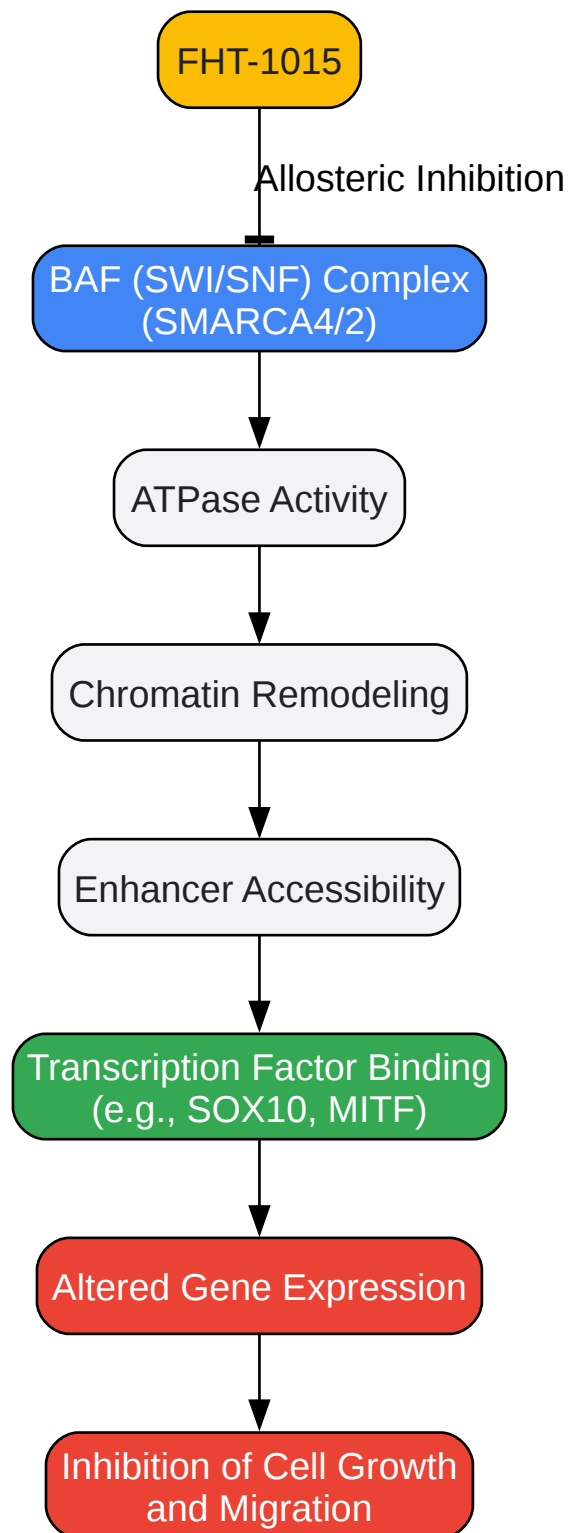 FHT-1015
Allosteric Inhibition
BAF (SWI/SNF) Complex
(SMARCA4/2)
ATPase Activity
Chromatin Remodeling
Enhancer Accessibility
Transcription Factor Binding
(e.g., SOX10, MITF)
Altered Gene Expression
Inhibition of Cell Growth
and Migration